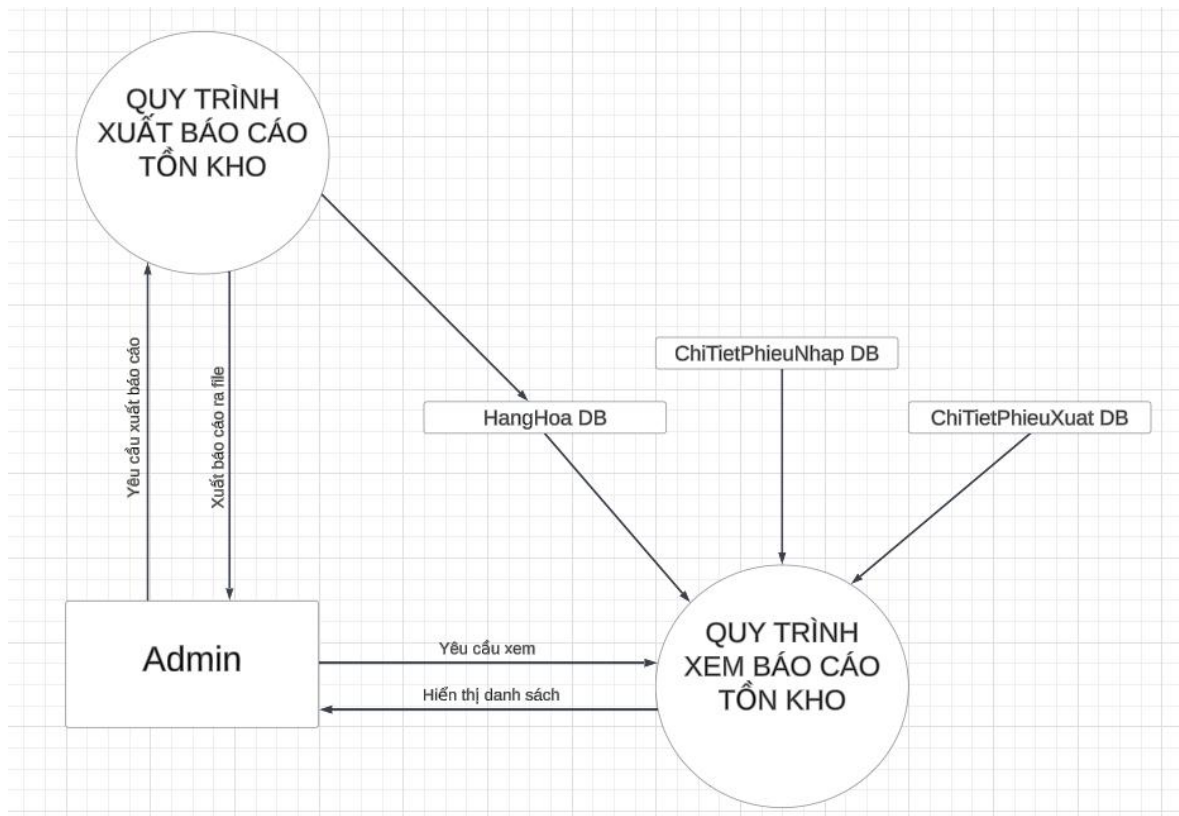 QUY TRÌNH
XUẤT BÁO CÁO
TỒN KHO
Yêu cầu xuất báo cáo
Xuất báo cáo ra file
ChiTietPhieuNhap DB
HangHoa DB
ChiTietPhieuXuat DB
Admin
Yêu cầu xem
Hiển thị danh sách
QUY TRÌNH
XEM BÁO CÁO
TỒN KHO